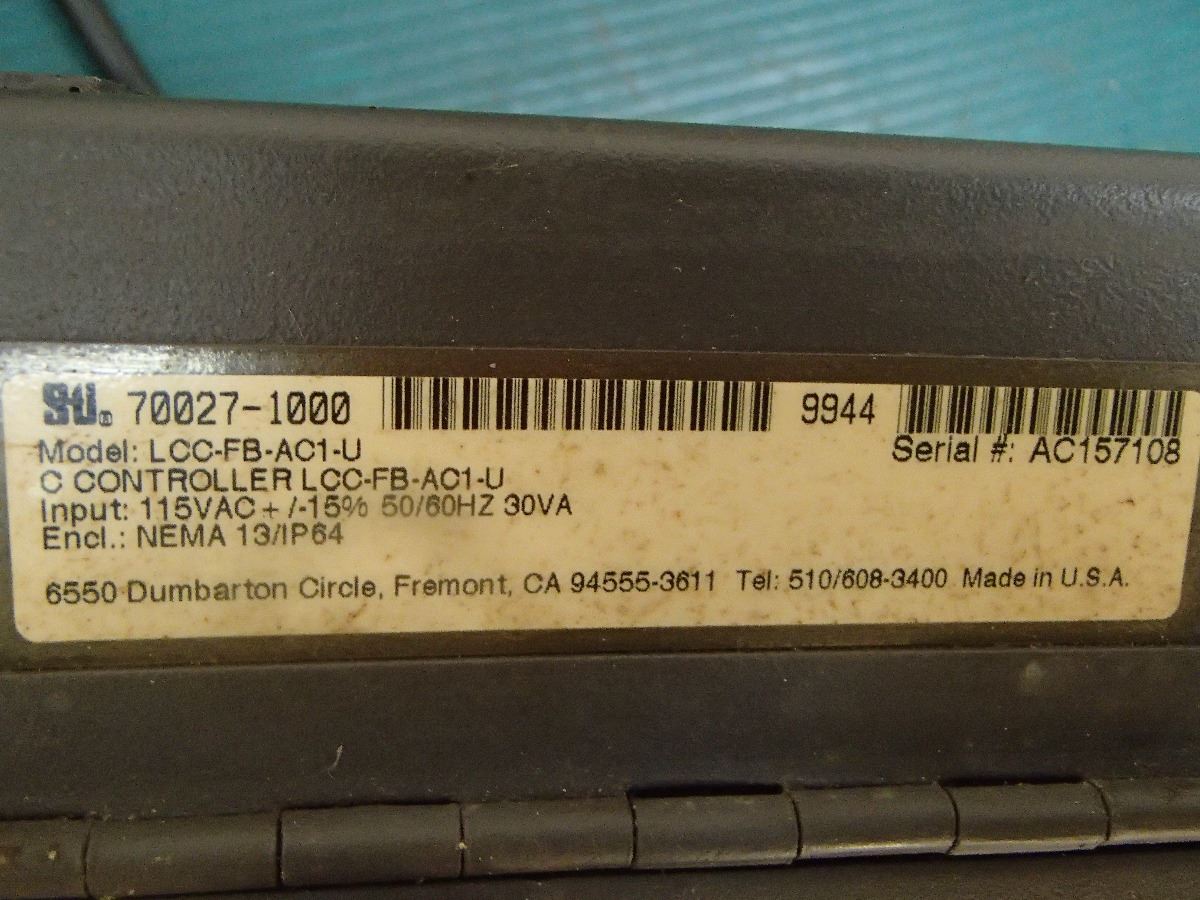 STI. 70027-1000 9944
Model: LCC-FB-AC1-U Serial #: AC157108
C CONTROLLER LCC-FB-AC1-U
Input: 115VAC + /-15% 50/60HZ 30VA
Encl.: NEMA 13/IP64
6550 Dumbarton Circle, Fremont, CA 94555-3611 Tel: 510/608-3400 Made in U.S.A.